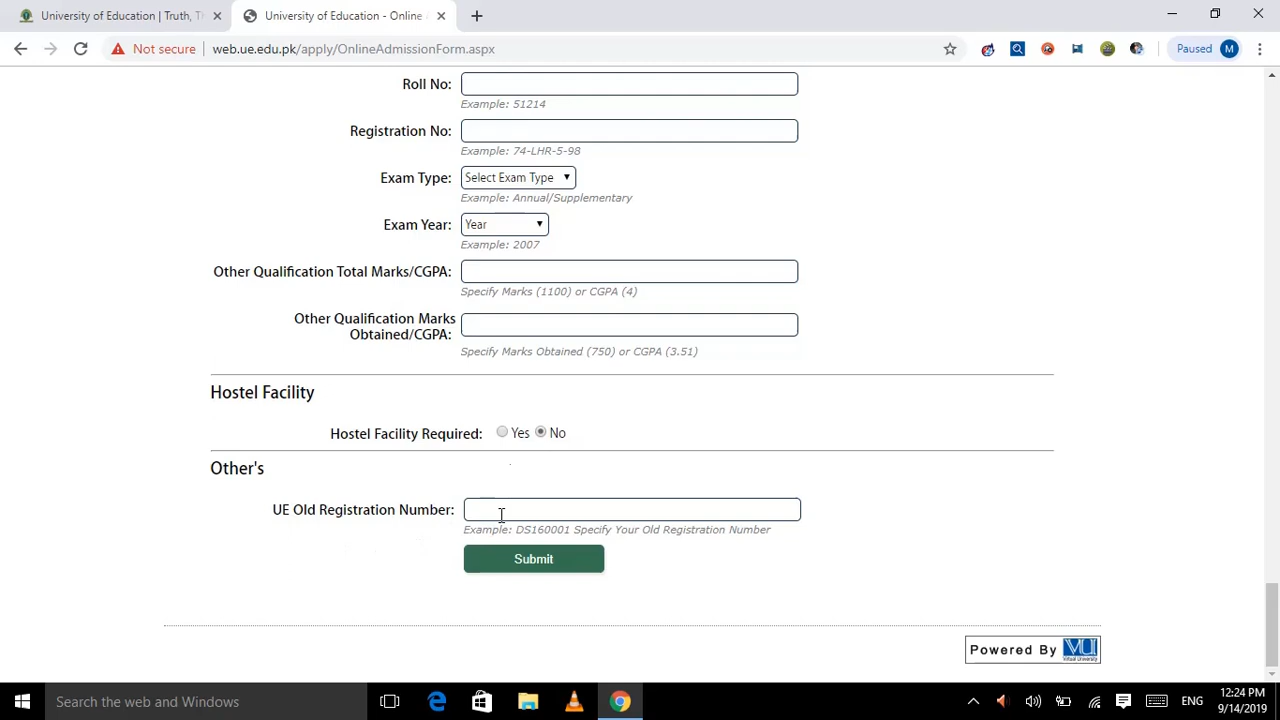 University of Education | Truth, T
University of Education - Online
Not secure
web.ue.edu.pk/apply/OnlineAdmissionForm.aspx
Paused
M
Roll No:
Example: 51214
Registration No:
Example: 74-LHR-5-98
Exam Type:
Select Exam Type
Example: Annual/Supplementary
Exam Year:
Year
Example: 2007
Other Qualification Total Marks/CGPA:
Specify Marks (1100) or CGPA (4)
Other Qualification Marks
Obtained/CGPA:
Specify Marks Obtained (750) or CGPA (3.51)
Hostel Facility
Hostel Facility Required:
Yes
No
Other's
UE Old Registration Number:
Example: DS160001 Specify Your Old Registration Number
Submit
Powered By
VU
Virtual University
Search the web and Windows
ENG
12:24 PM
9/14/2019